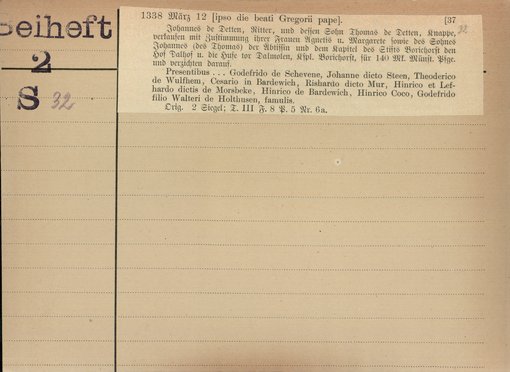 Beiheft
2
S 32
1338 März 12 [ipso die beati Gregorii pape]. [37
Johannes de Detten, Ritter, und dessen Sohn Thomas de Detten, Knappe, 32
verkaufen mit Zustimmung ihrer Frauen Agnetis u. Margarete sowie des Sohnes
Johannes (des Thomas) der Äbtissin und dem Kapitel des Stifts Borichorst den
Hof Dalhof u. die Hufe tor Dalmolen, Kspl. Borichorst, für 140 Mk. Münst. Pfge.
und verzichten darauf.
Presentibus ... Godefrido de Schevene, Johanne dicto Steen, Theoderico
de Wulfhem, Cesario in Bardewich, Rishardo dicto Mur, Hinrico et Lef-
hardo dictis de Morsbeke, Hinrico de Bardewich, Hinrico Coco, Godefrido
filio Walteri de Holthusen, famulis.
Orig. 2 Siegel; T. III F. 8 P. 5 Nr. 6a.